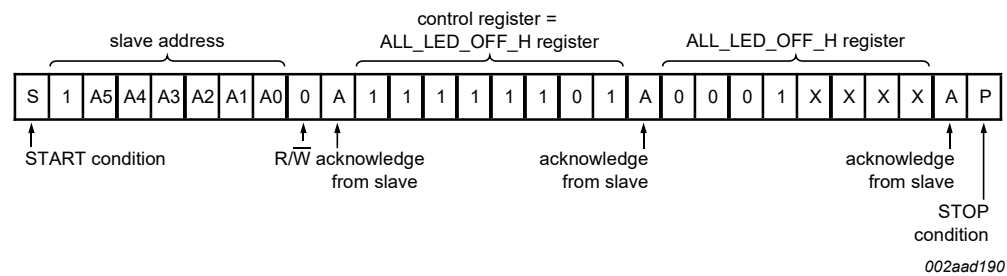 control register =
slave address
ALL_LED_OFF_H register
ALL_LED_OFF_H register
S 1 A5 A4 A3 A2 A1 A0 0 A 1 1 1 1 1 1 0 1 A 0 0 0 1 X X X X A P
START condition
R/W̅ acknowledge
from slave
acknowledge
from slave
acknowledge
from slave
STOP
condition
002aad190